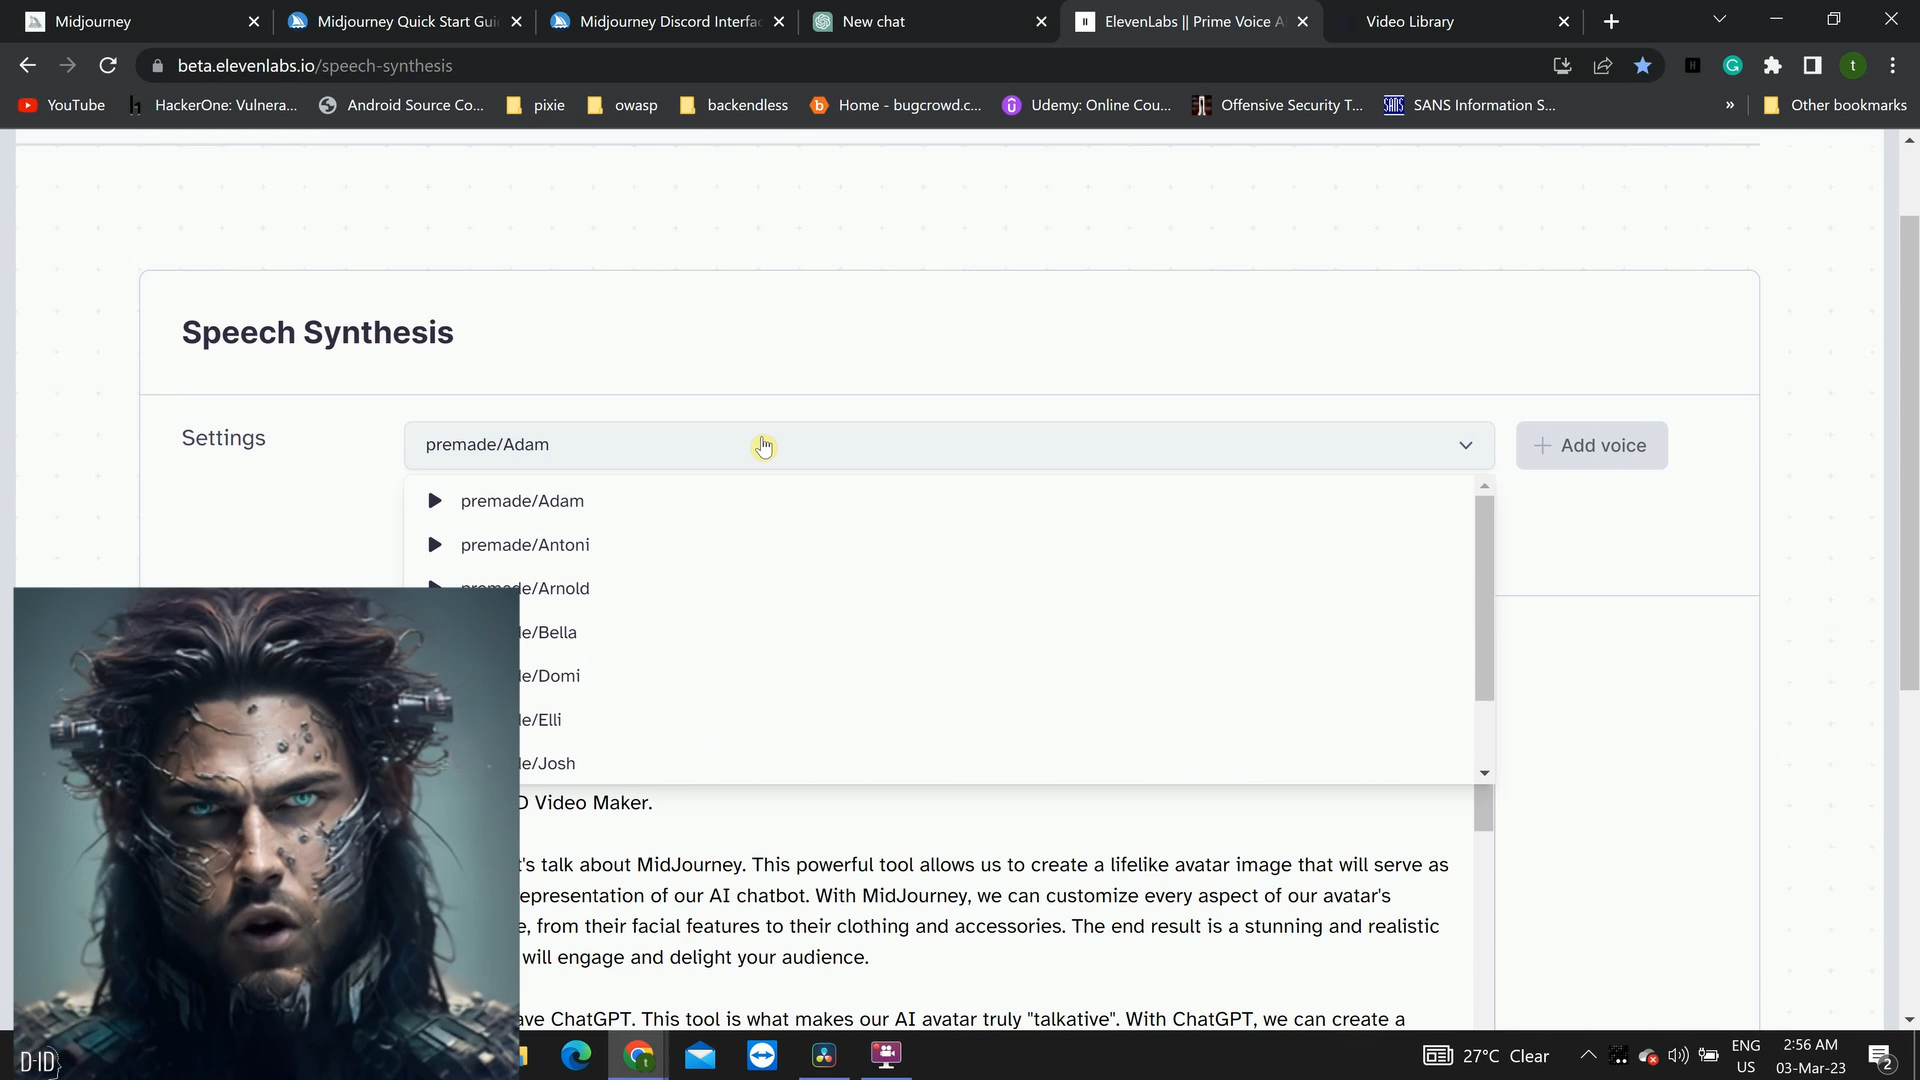 Midjourney
Midjourney Quick Start Gui
Midjourney Discord Interfa
New chat
ElevenLabs || Prime Voice A
Video Library
beta.elevenlabs.io/speech-synthesis
t
YouTube
HackerOne: Vulnera...
Android Source Co...
pixie
owasp
backendless
Home - bugcrowd.c...
Udemy: Online Cou...
Offensive Security T...
SANS Information S...
»
Other bookmarks
Speech Synthesis
Settings
premade/Adam
Add voice
premade/Adam
premade/Antoni
premade/Arnold
de/Bella
de/Domi
de/Elli
de/Josh
D Video Maker.
t's talk about MidJourney. This powerful tool allows us to create a lifelike avatar image that will serve as
epresentation of our AI chatbot. With MidJourney, we can customize every aspect of our avatar's
e, from their facial features to their clothing and accessories. The end result is a stunning and realistic
will engage and delight your audience.
ave ChatGPT. This tool is what makes our AI avatar truly "talkative". With ChatGPT, we can create a
D-ID
27°C Clear
ENG
US
2:56 AM
03-Mar-23
2